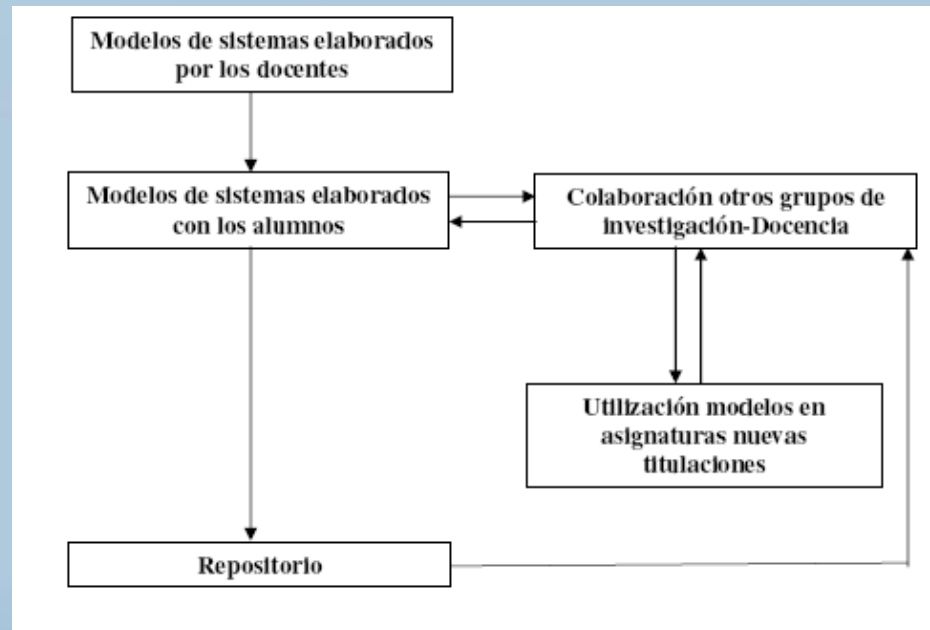 Modelos de sistemas elaborados
por los docentes
Modelos de sistemas elaborados
con los alumnos
Colaboración otros grupos de
investigación-Docencia
Utilización modelos en
asignaturas nuevas
titulaciones
Repositorio